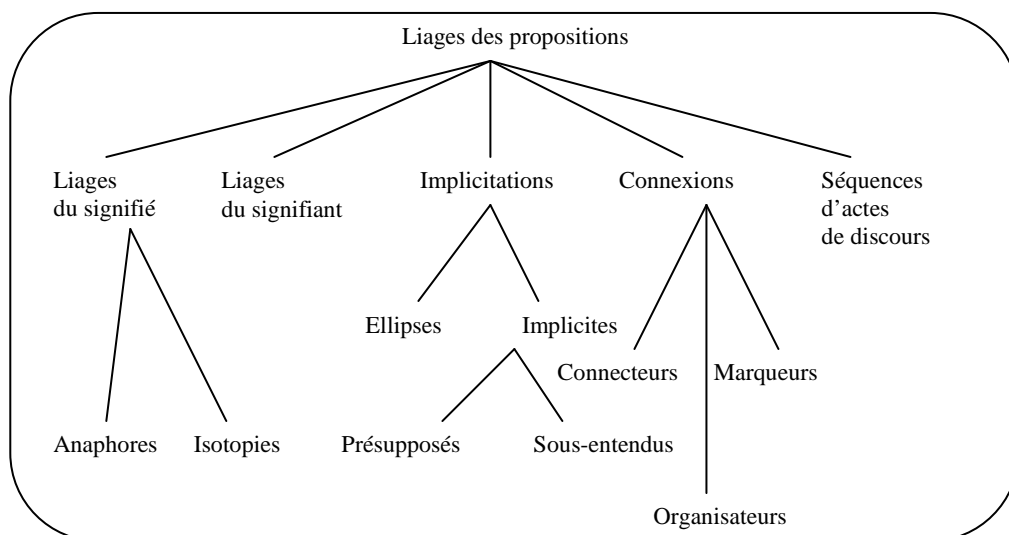 Liages des propositions
Liages
du signifié
Liages
du signifiant
Implicitations
Connexions
Séquences
d’actes
de discours
Ellipses
Implicites
Connecteurs
Marqueurs
Anaphores
Isotopies
Présupposés
Sous-entendus
Organisateurs